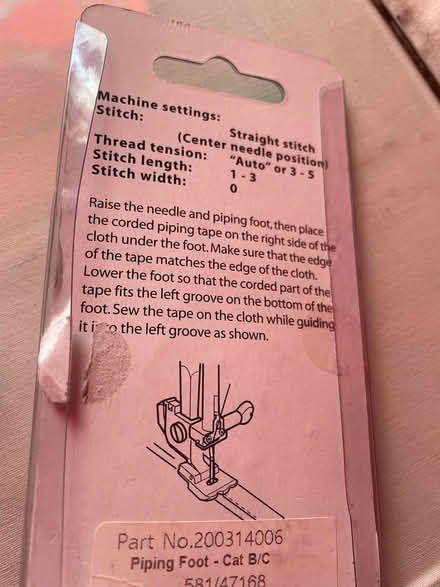 Machine settings:
Stitch: Straight stitch
(Center needle position)
Thread tension: "Auto" or 3 - 5
Stitch length: 1 - 3
Stitch width: 0
Raise the needle and piping foot, then place
the corded piping tape on the right side of the
cloth under the foot. Make sure that the edge
of the tape matches the edge of the cloth.
Lower the foot so that the corded part of the
tape fits the left groove on the bottom of the
foot. Sew the tape on the cloth while guiding
it into the left groove as shown.
Part No.200314006
Piping Foot - Cat B/C
581/47168